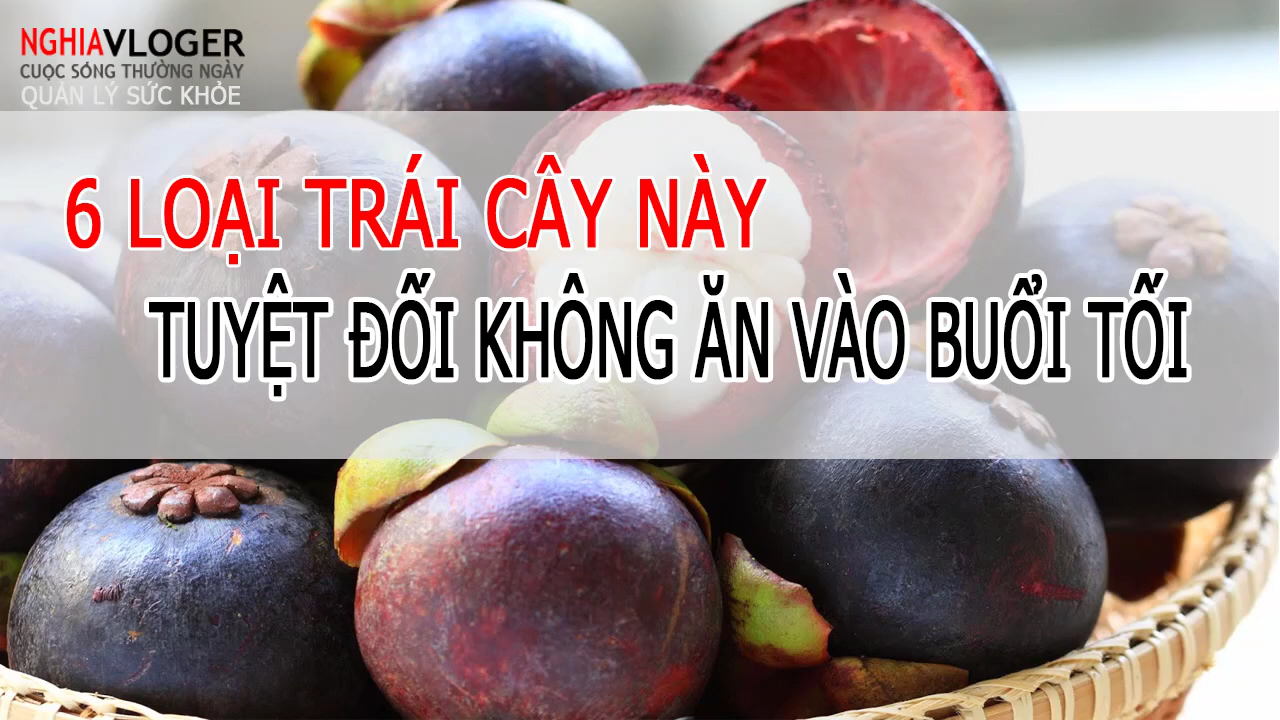 NGHIAVLOGER
CUỘC SỐNG THƯỜNG NGÀY
QUẢN LÝ SỨC KHỎE
6 LOẠI TRÁI CÂY NÀY
TUYỆT ĐỐI KHÔNG ĂN VÀO BUỔI TỐI